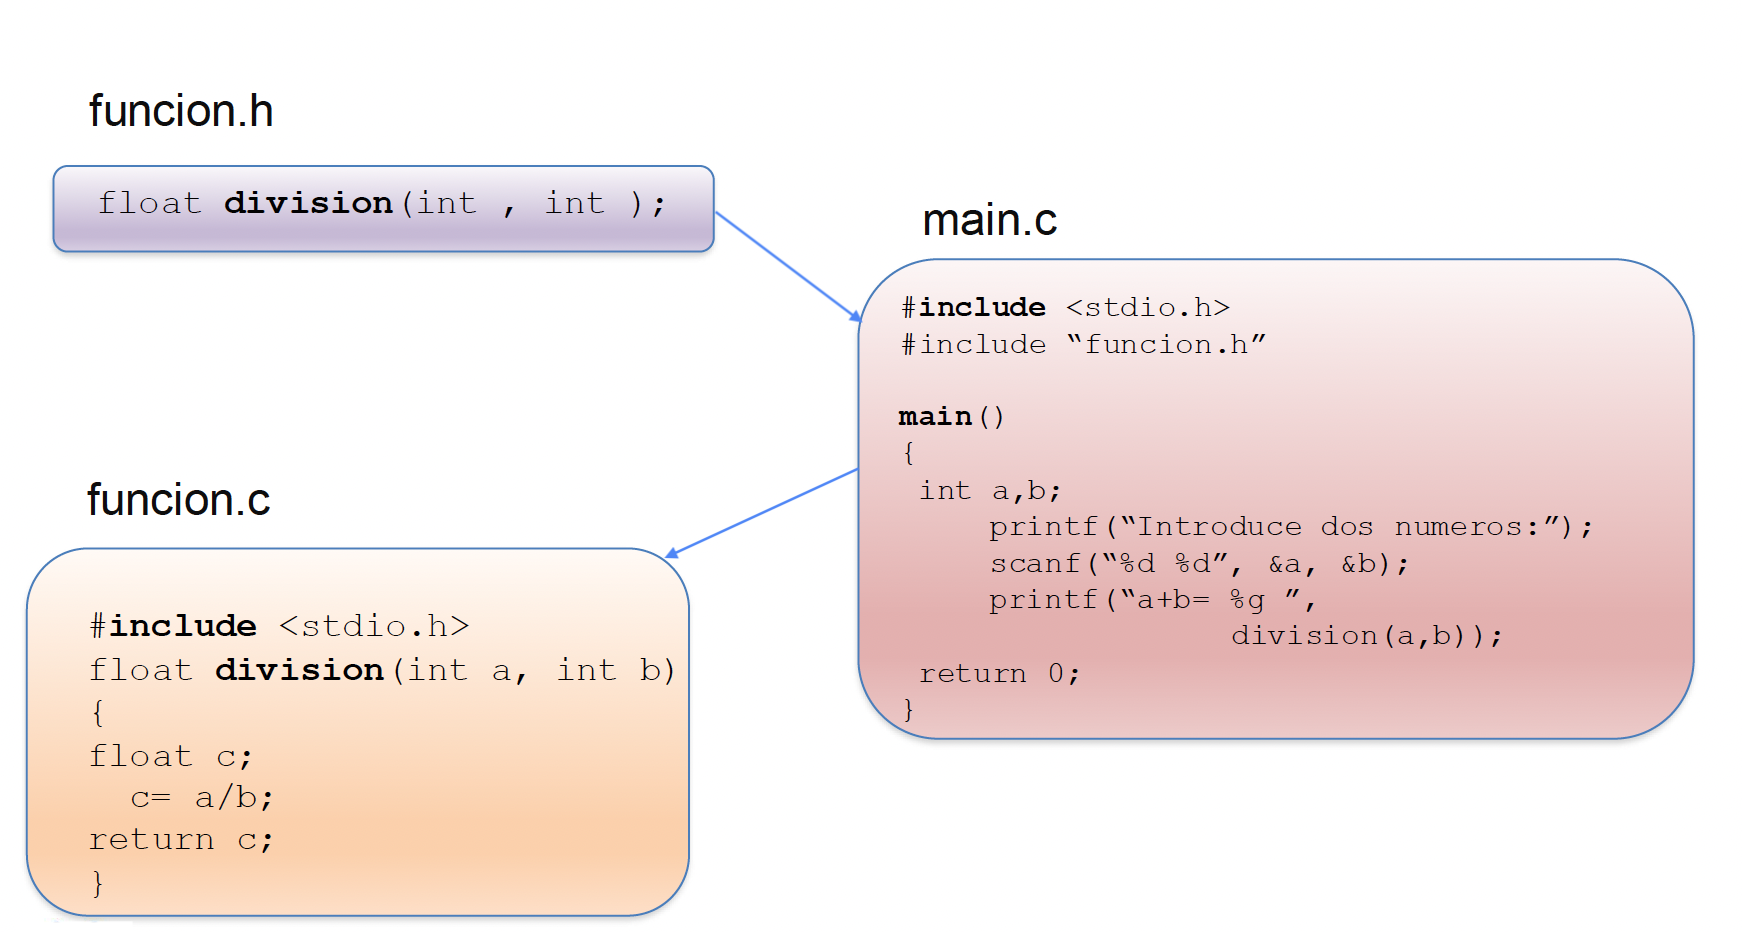 funcion.h
float division(int , int );
main.c
#include <stdio.h>
#include “funcion.h”
main()
{
int a,b;
printf(“Introduce dos numeros:”);
scanf(“%d %d”, &a, &b);
printf(“a+b= %g ”,
division(a,b));
return 0;
}
funcion.c
#include <stdio.h>
float division(int a, int b)
{
float c;
c= a/b;
return c;
}